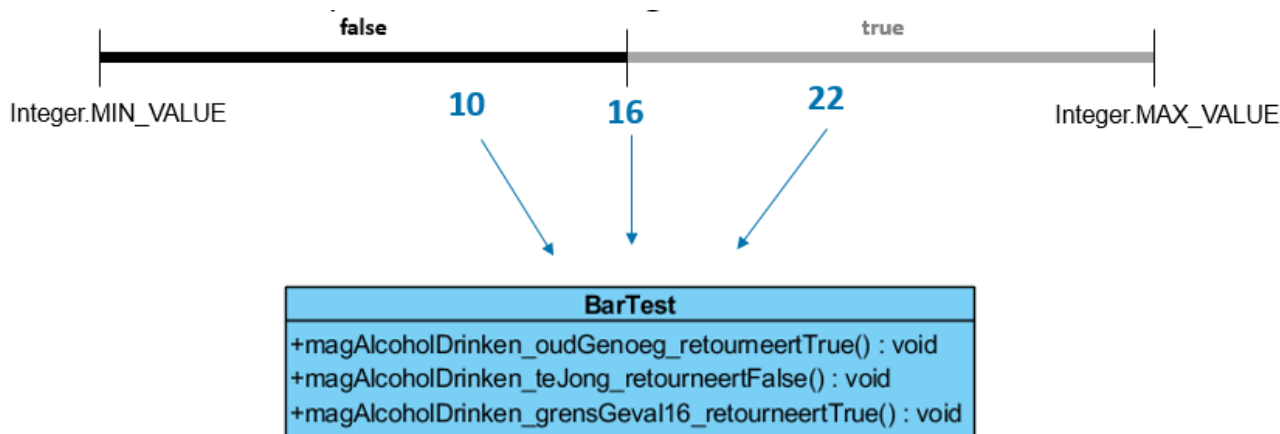 false
true
Integer.MIN_VALUE
10
16
22
Integer.MAX_VALUE
BarTest
+magAlcoholDrinken_oudGenoeg_retourneertTrue() : void
+magAlcoholDrinken_teJong_retourneertFalse() : void
+magAlcoholDrinken_grensGeval16_retourneertTrue() : void